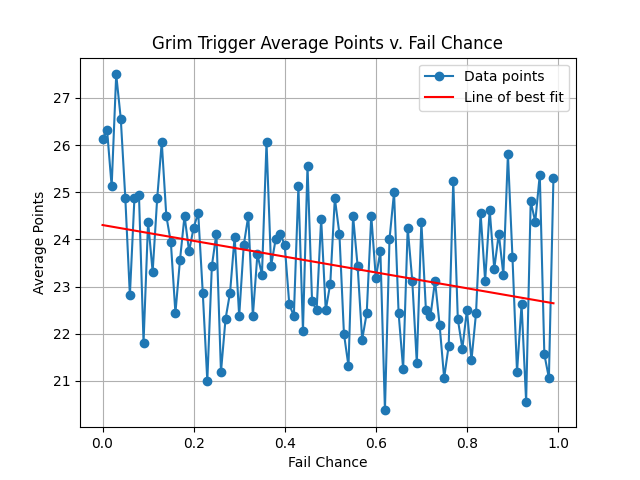 Grim Trigger Average Points v. Fail Chance
Data points
Line of best fit
27
26
25
24
23
22
21
Average Points
0.0 0.2 0.4 0.6 0.8 1.0
Fail Chance